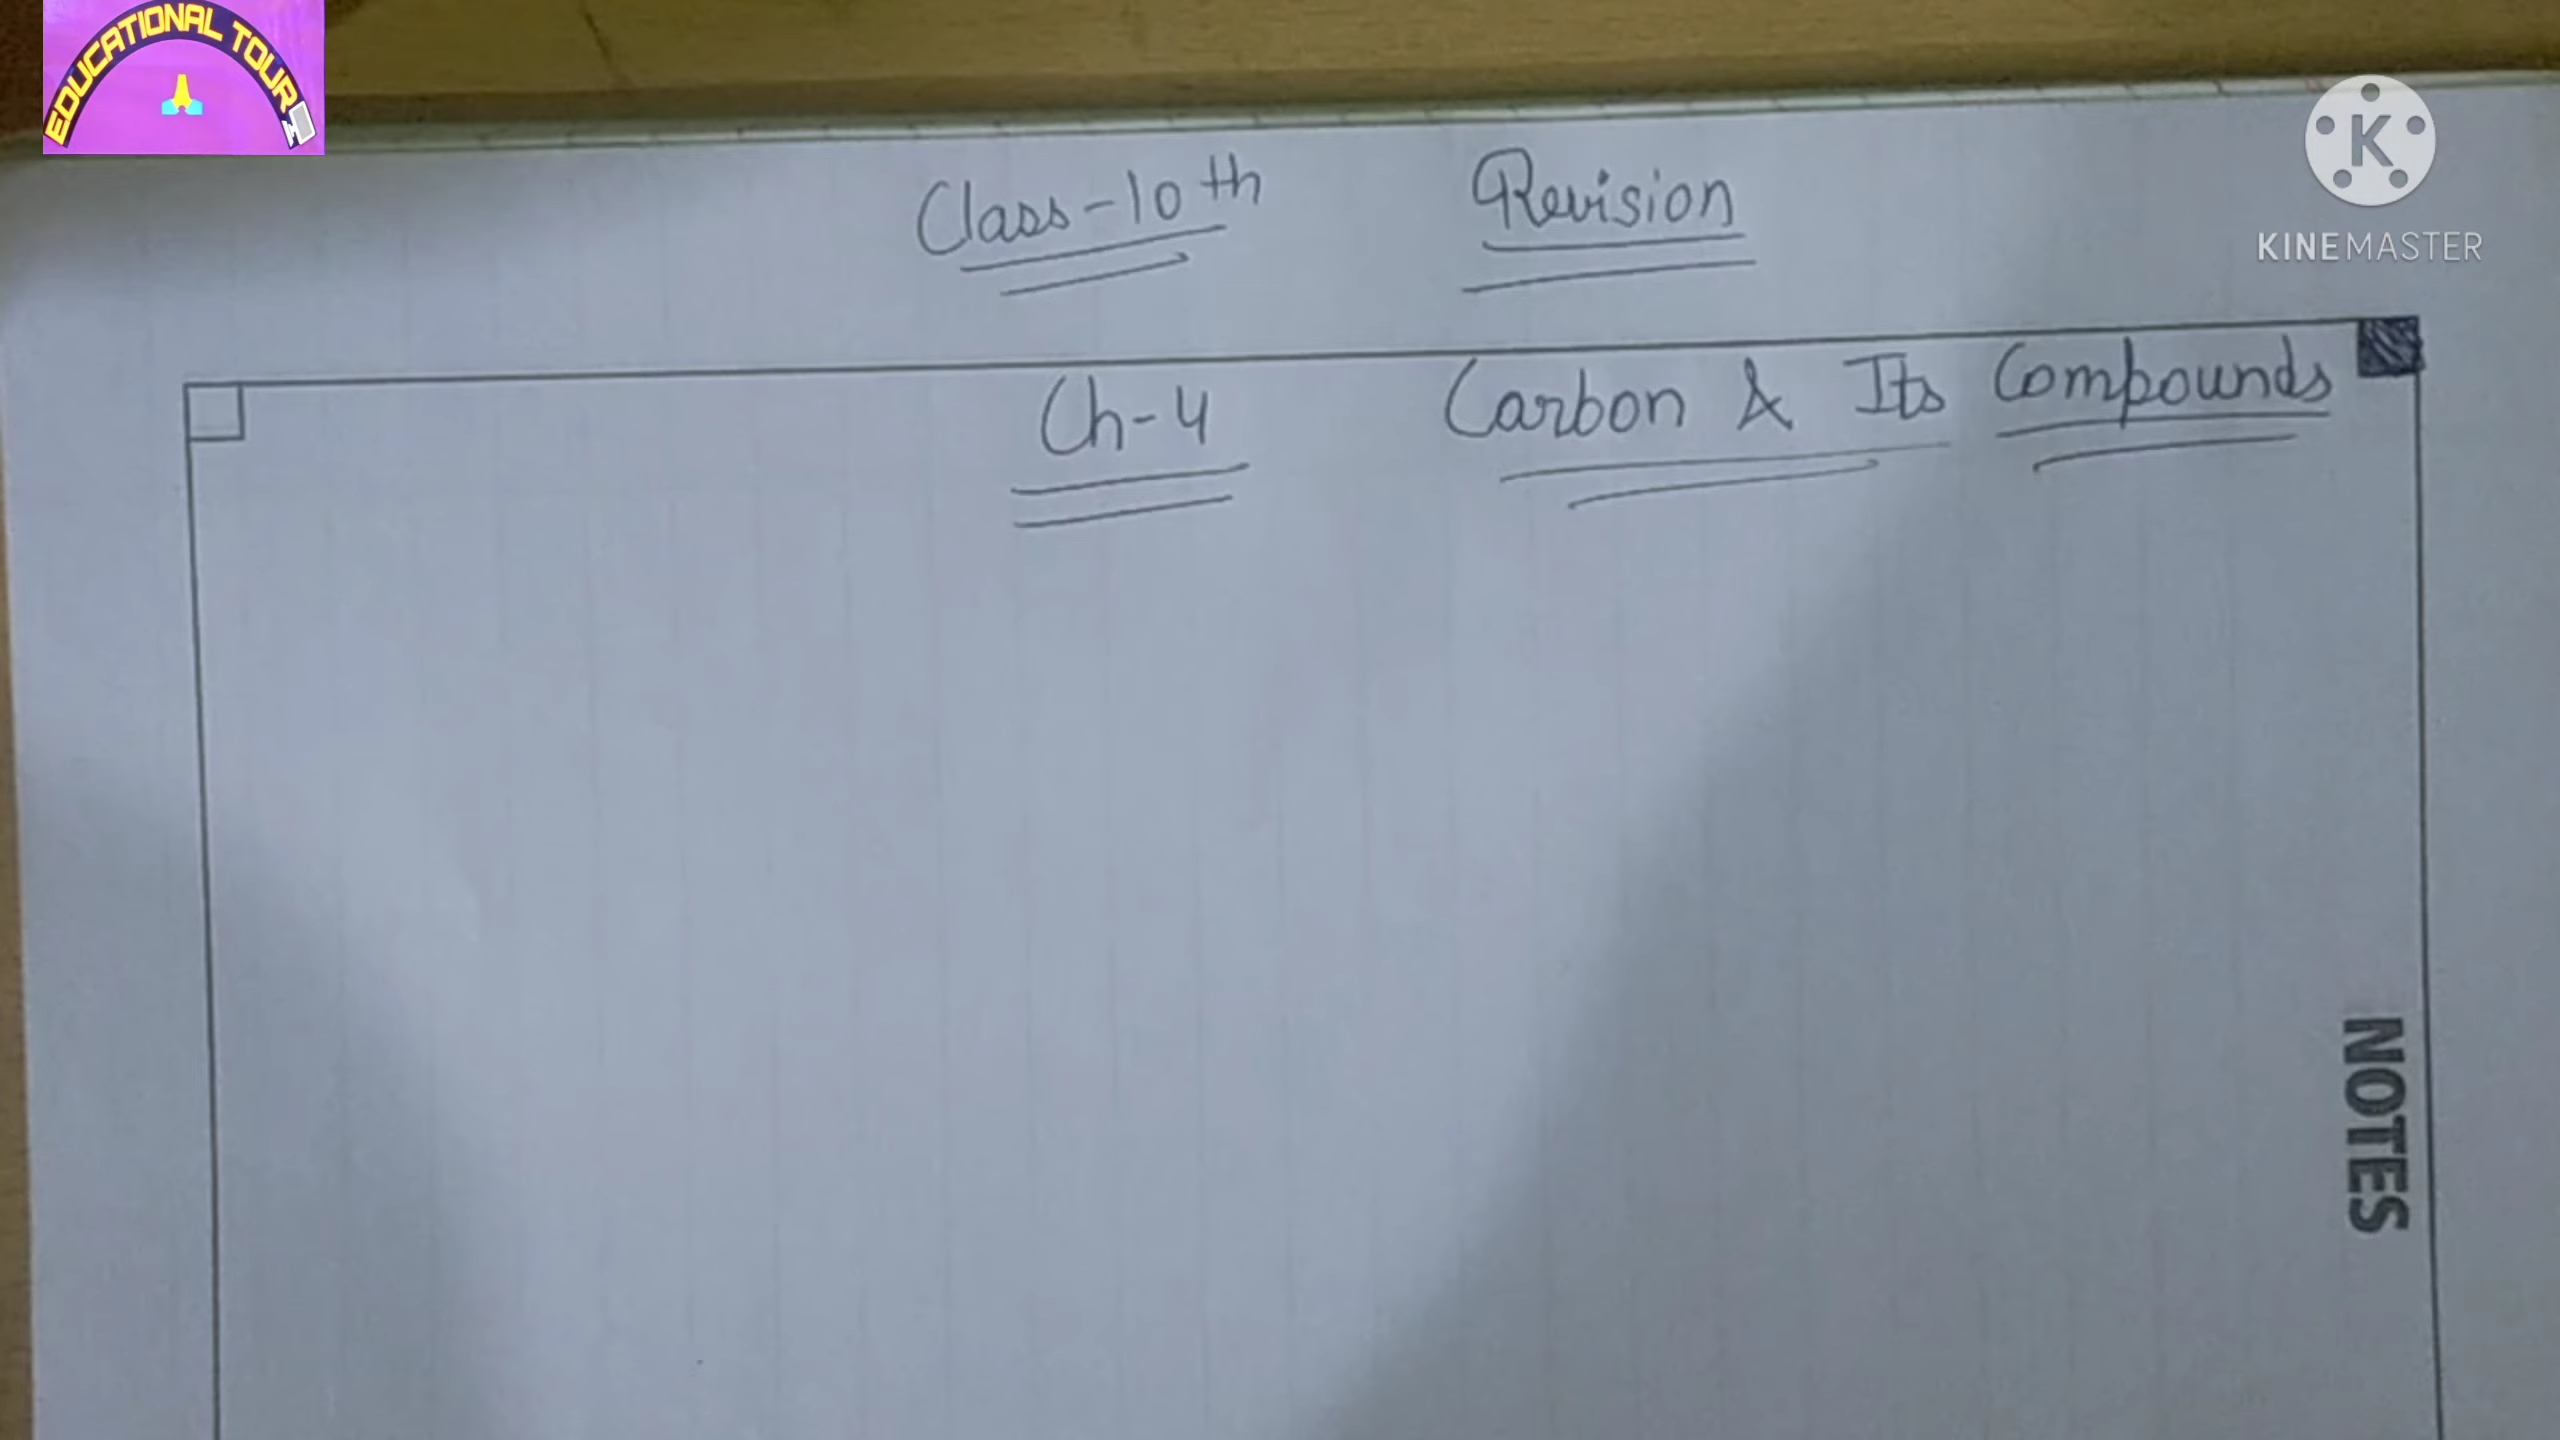 EDUCATIONAL TOUR
K
KINEMASTER
Class-10th Revision
Ch-4 Carbon & Its Compounds
NOTES